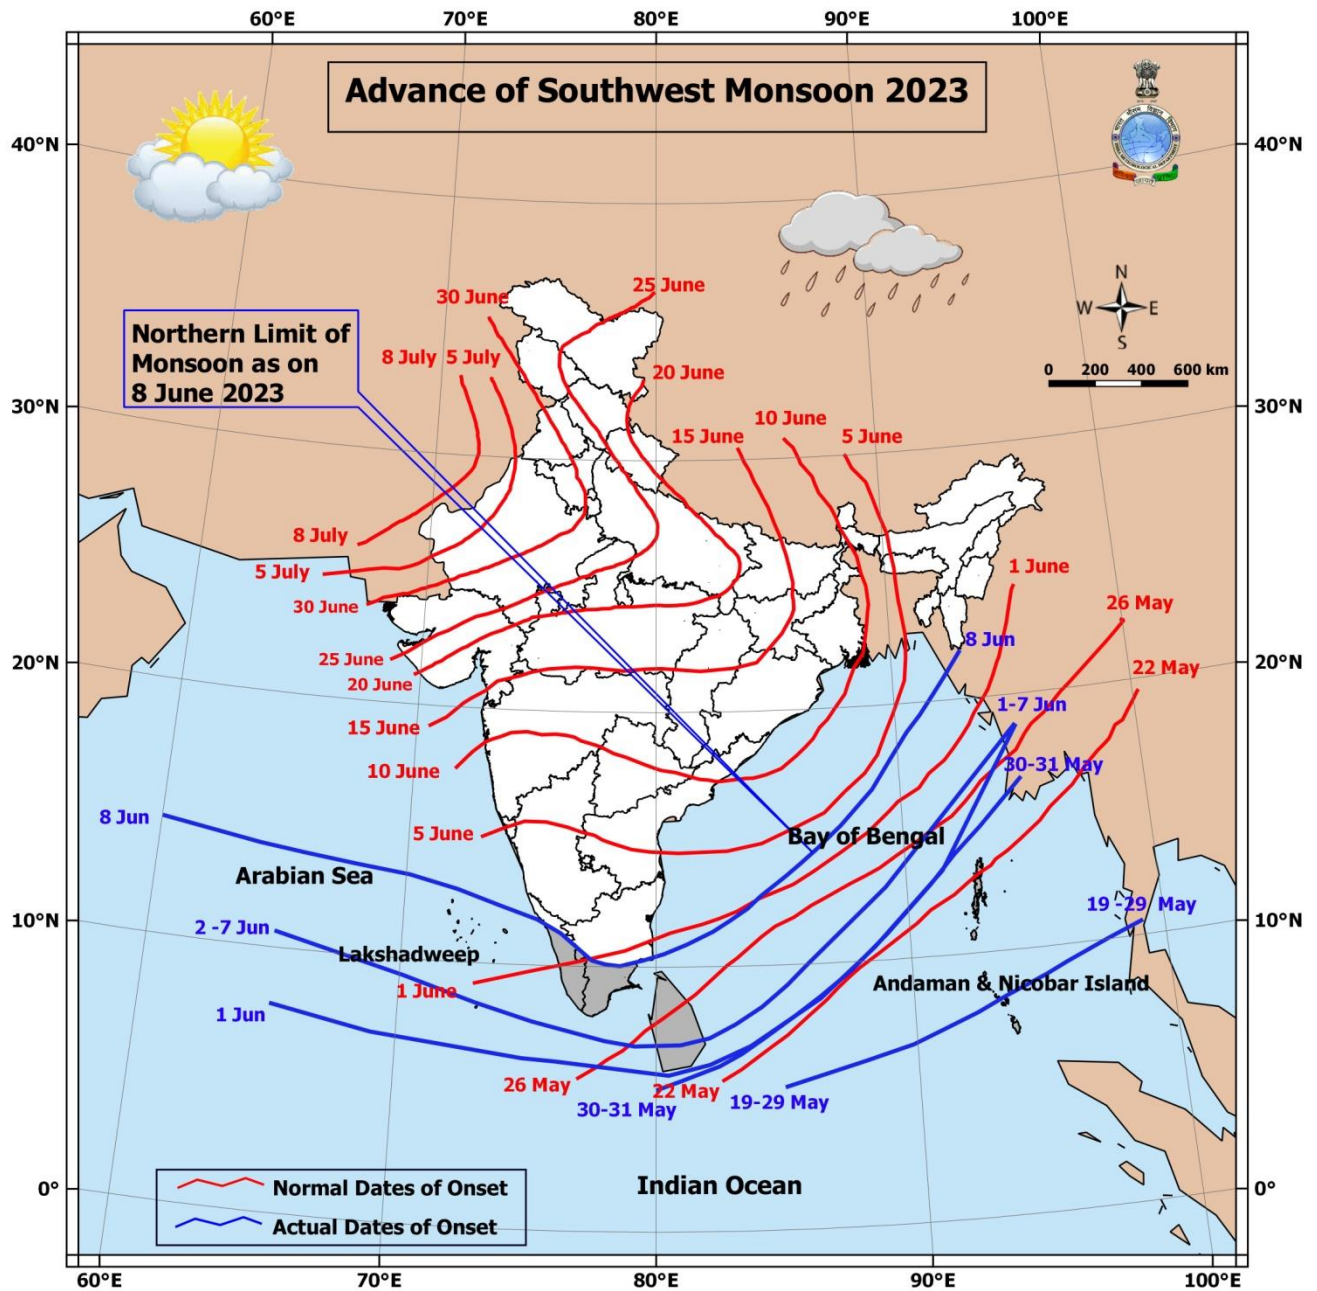 60°E
70°E
80°E
90°E
100°E
Advance of Southwest Monsoon 2023
40°N
40°N
N
W
E
S
0 200 400 600 km
25 June
30 June
Northern Limit of
Monsoon as on
8 June 2023
8 July
5 July
20 June
30°N
30°N
10 June
15 June
5 June
8 July
5 July
1 June
30 June
26 May
8 Jun
25 June
20°N
20°N
22 May
20 June
1-7 Jun
15 June
30-31 May
10 June
8 Jun
5 June
Bay of Bengal
Arabian Sea
19 -29 May
10°N
10°N
2 -7 Jun
Lakshadweep
Andaman & Nicobar Island
1 June
1 Jun
26 May
22 May
30-31 May
19-29 May
Indian Ocean
0°
0°
Normal Dates of Onset
Actual Dates of Onset
60°E
70°E
80°E
90°E
100°E